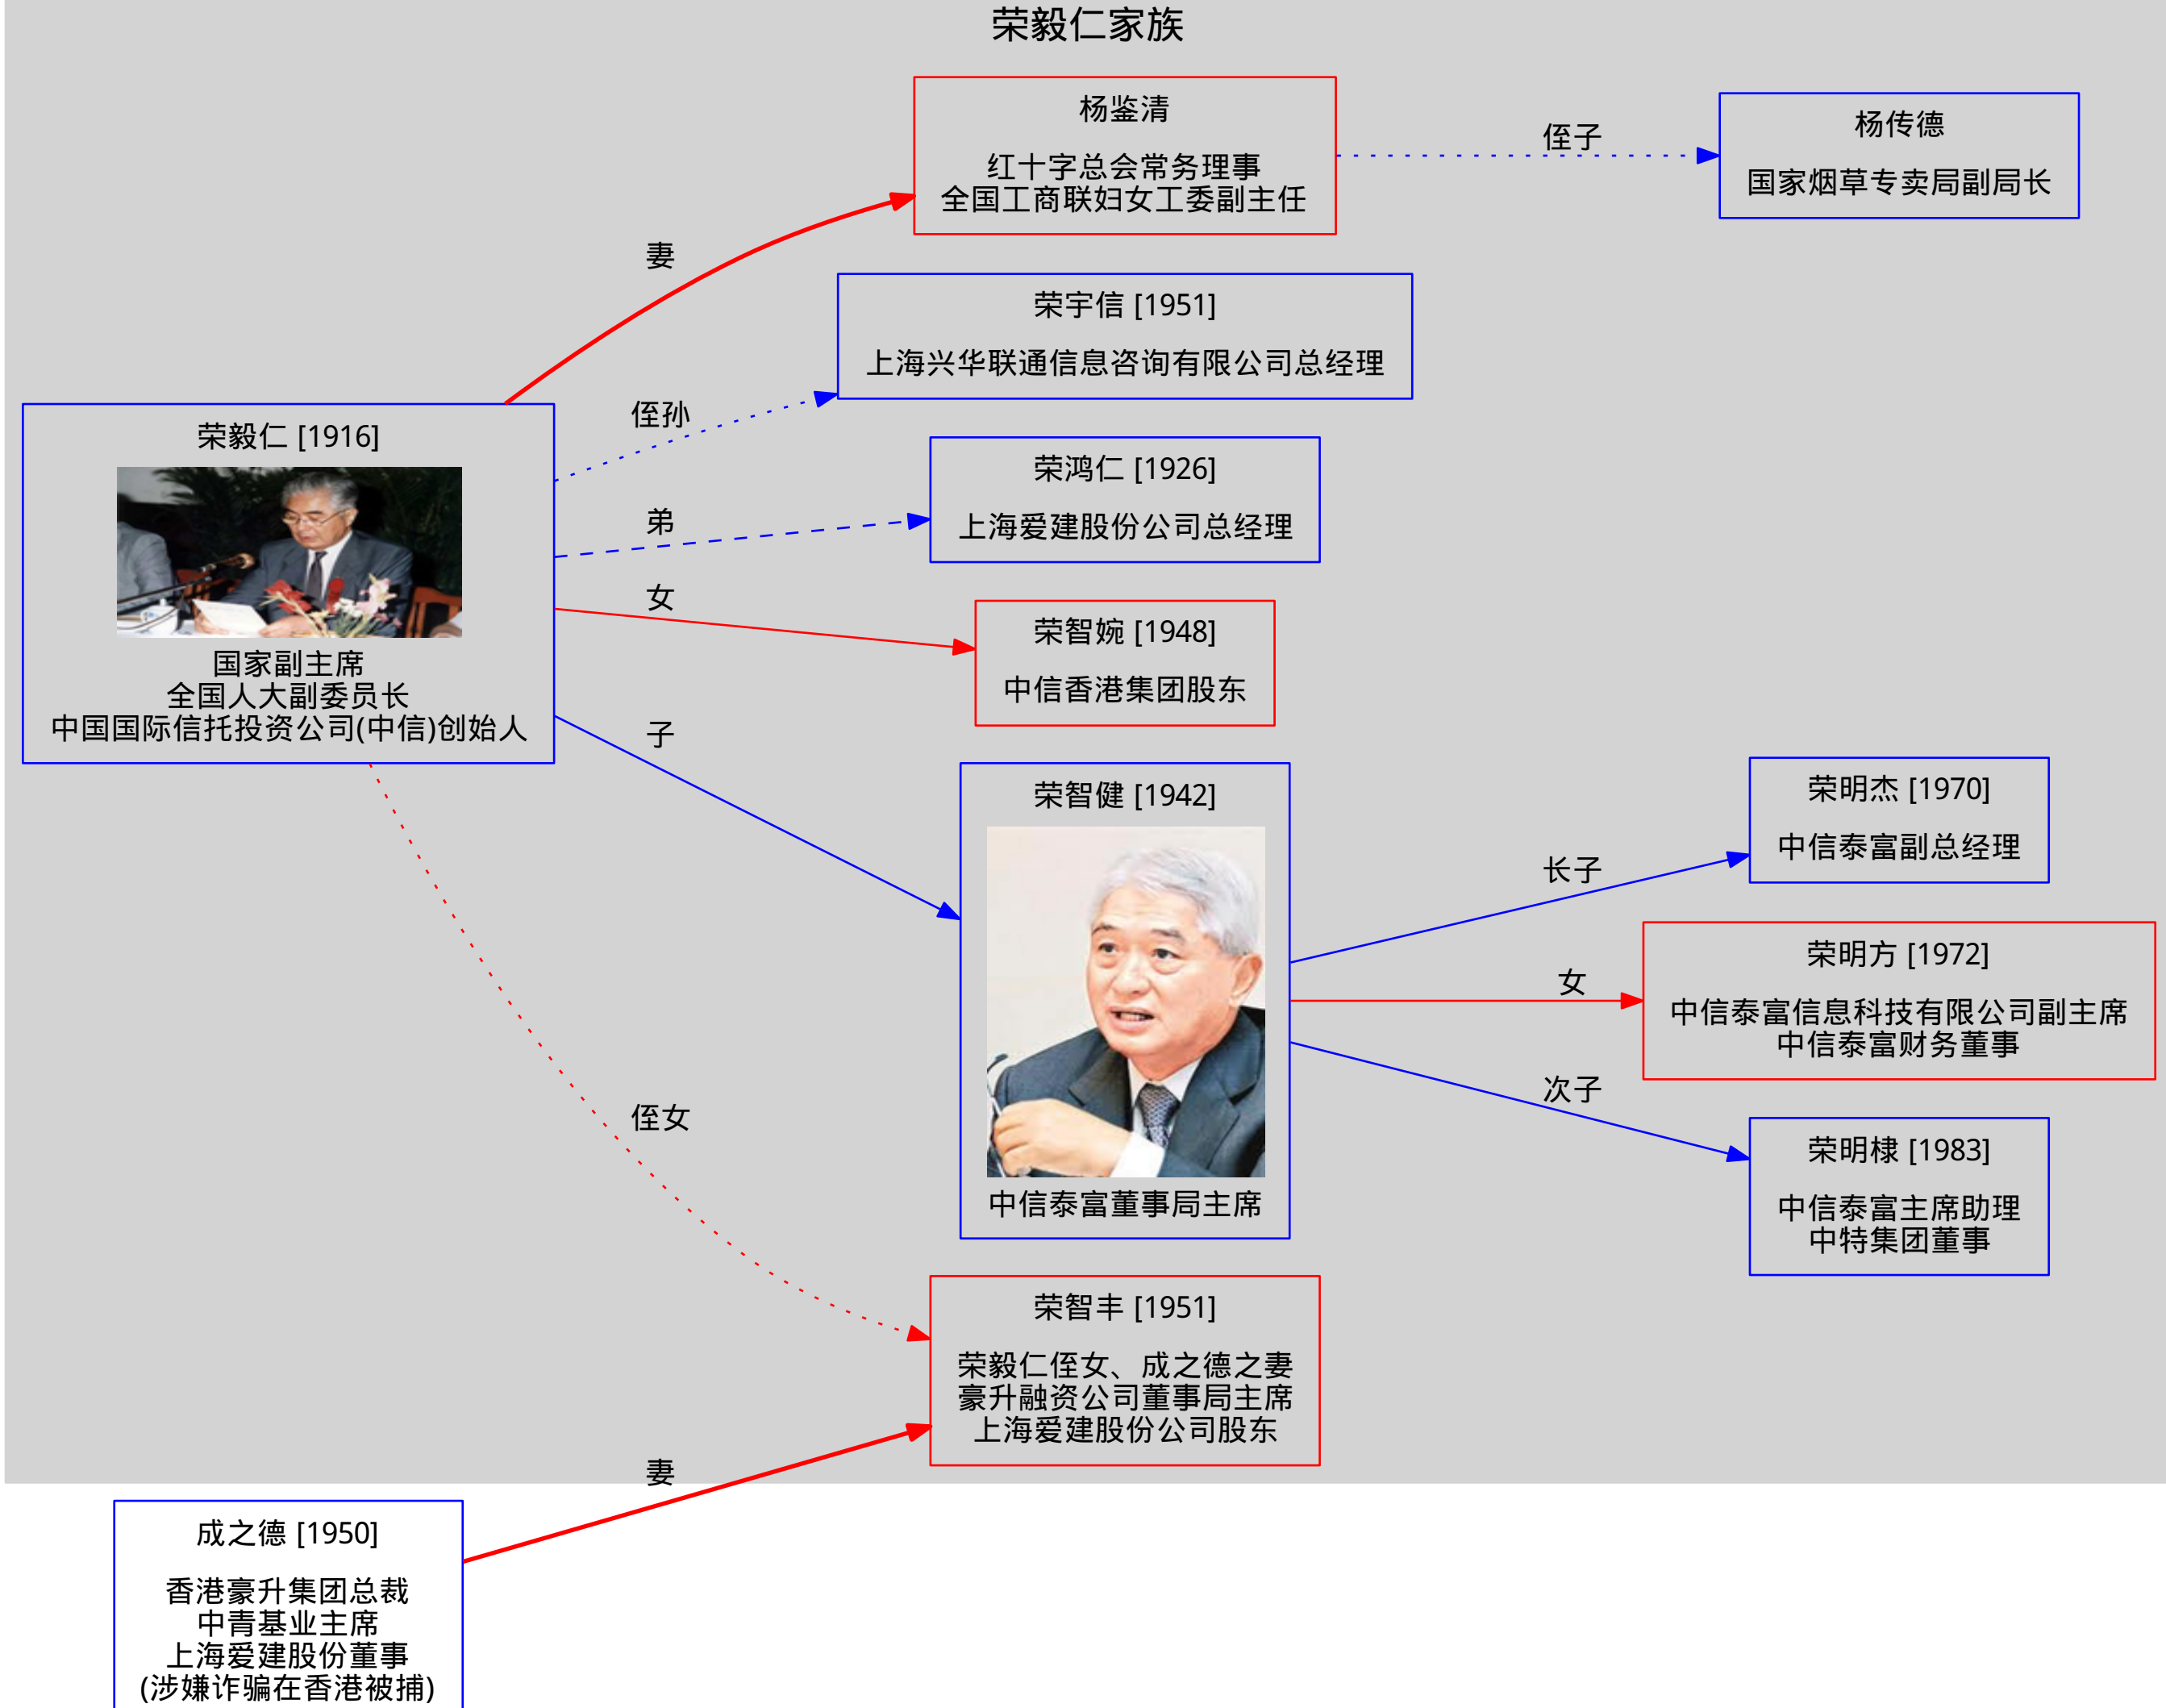 荣毅仁家族
杨鉴清
红十字总会常务理事
全国工商联妇女工委副主任
侄子
杨传德
国家烟草专卖局副局长
妻
荣宇信 [1951]
上海兴华联通信息咨询有限公司总经理
侄孙
荣毅仁 [1916]
国家副主席
全国人大副委员长
中国国际信托投资公司(中信)创始人
荣鸿仁 [1926]
上海爱建股份公司总经理
弟
女
荣智婉 [1948]
中信香港集团股东
子
荣智健 [1942]
中信泰富董事局主席
长子
荣明杰 [1970]
中信泰富副总经理
女
荣明方 [1972]
中信泰富信息科技有限公司副主席
中信泰富财务董事
次子
荣明棣 [1983]
中信泰富主席助理
中特集团董事
侄女
荣智丰 [1951]
荣毅仁侄女、成之德之妻
豪升融资公司董事局主席
上海爱建股份公司股东
妻
成之德 [1950]
香港豪升集团总裁
中青基业主席
上海爱建股份董事
(涉嫌诈骗在香港被捕)